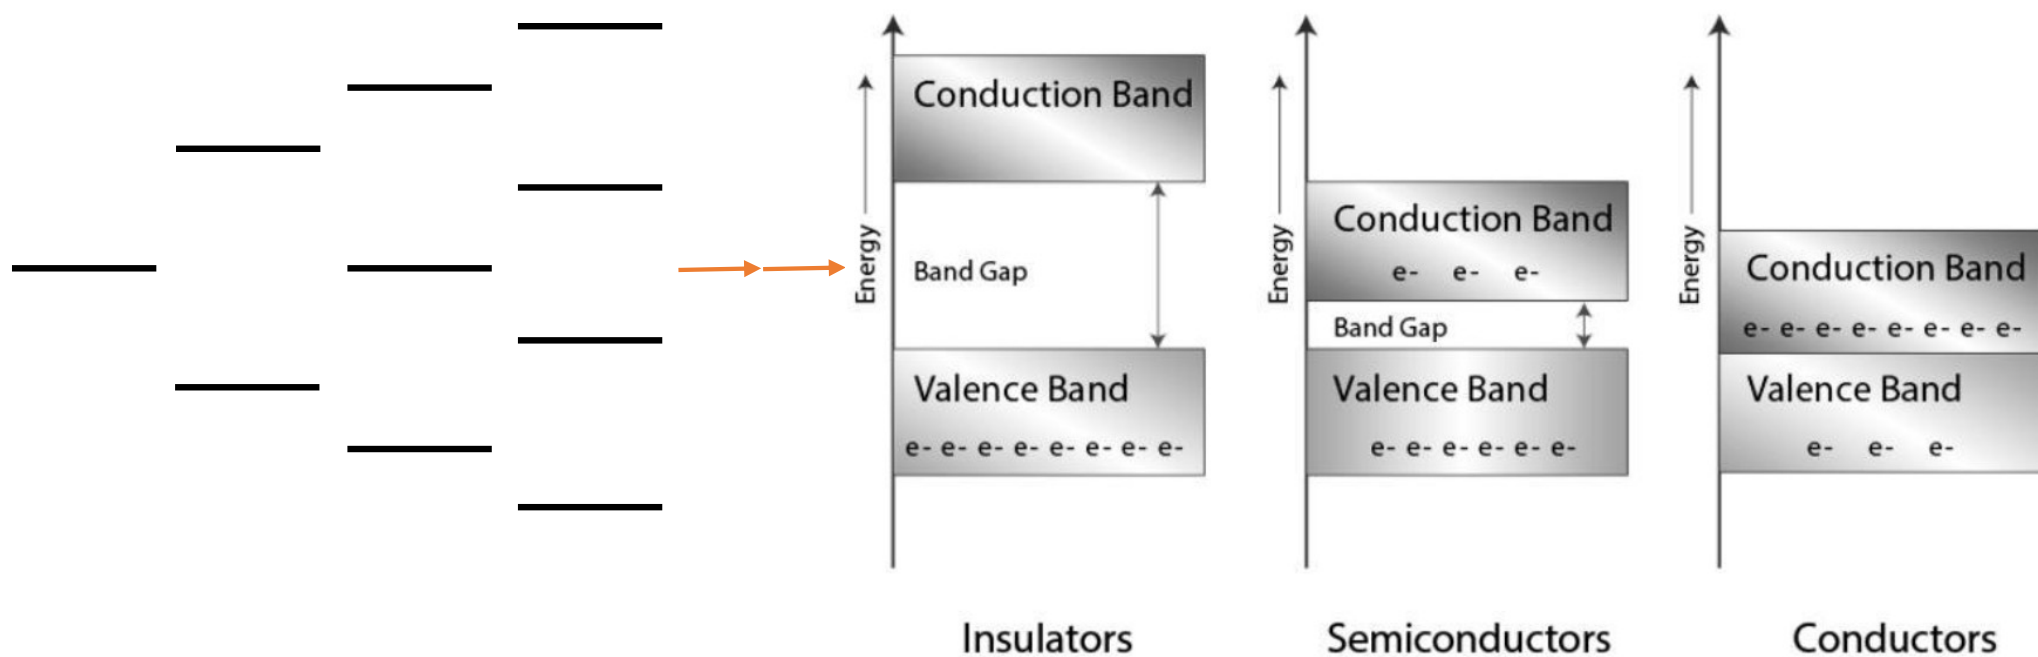 Energy
Conduction Band
Band Gap
Valence Band
e- e- e- e- e- e- e- e-
Insulators
Energy
Conduction Band
e- e- e-
Band Gap
Valence Band
e- e- e- e- e- e-
Semiconductors
Energy
Conduction Band
e- e- e- e- e- e- e- e-
Valence Band
e- e- e-
Conductors